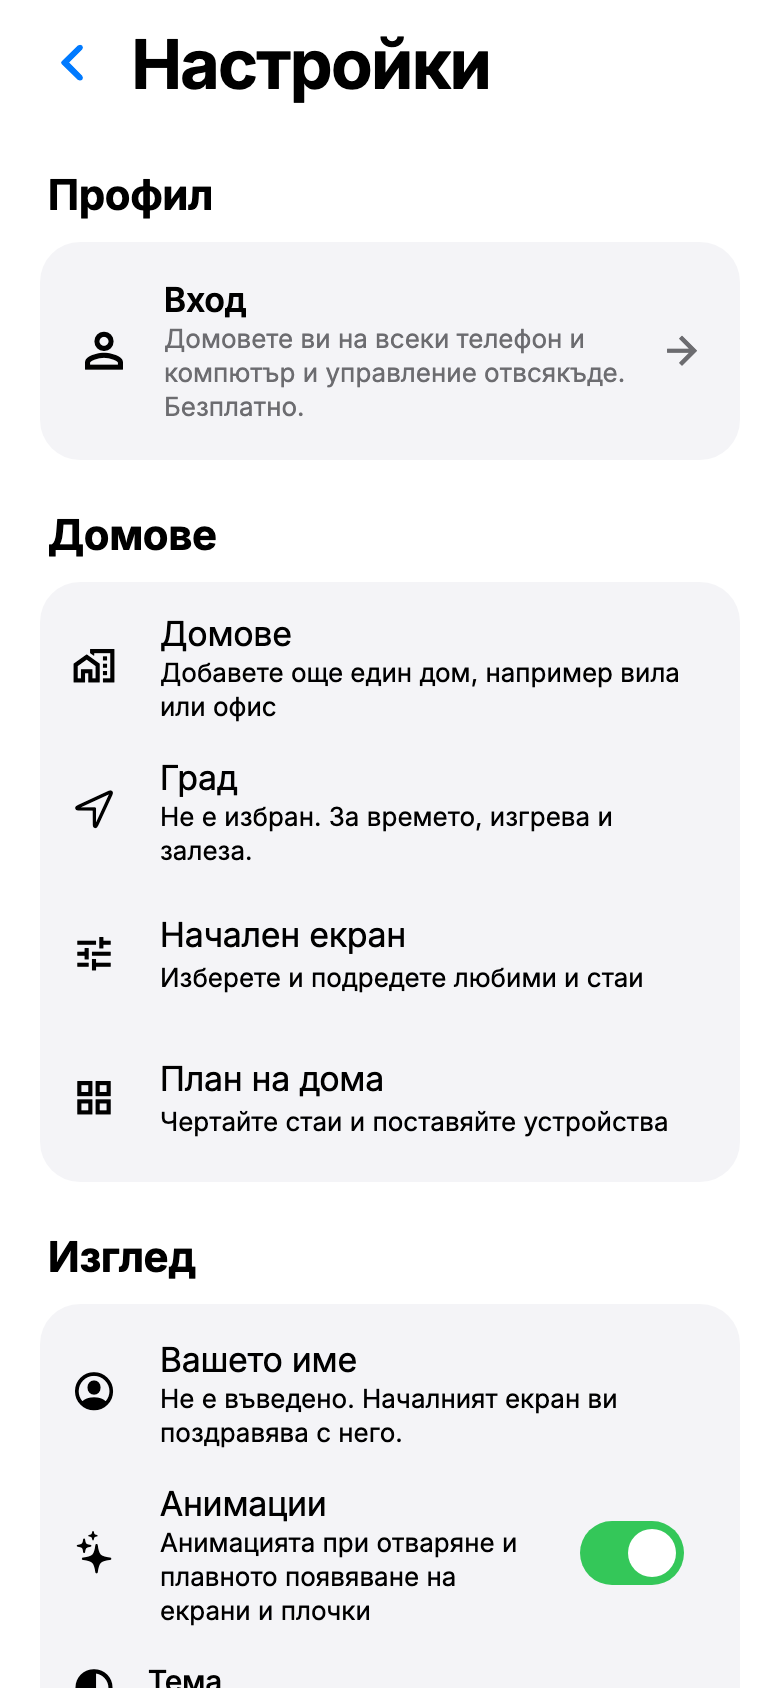 Настройки
Профил
Вход
Домовете ви на всеки телефон и
компютър и управление отвсякъде.
Безплатно.
Домове
Домове
Добавете още един дом, например вила
или офис
Град
Не е избран. За времето, изгрева и
залеза.
Начален екран
Изберете и подредете любими и стаи
План на дома
Чертайте стаи и поставяйте устройства
Изглед
Вашето име
Не е въведено. Началният екран ви
поздравява с него.
Анимации
Анимацията при отваряне и
плавното появяване на
екрани и плочки
Тема